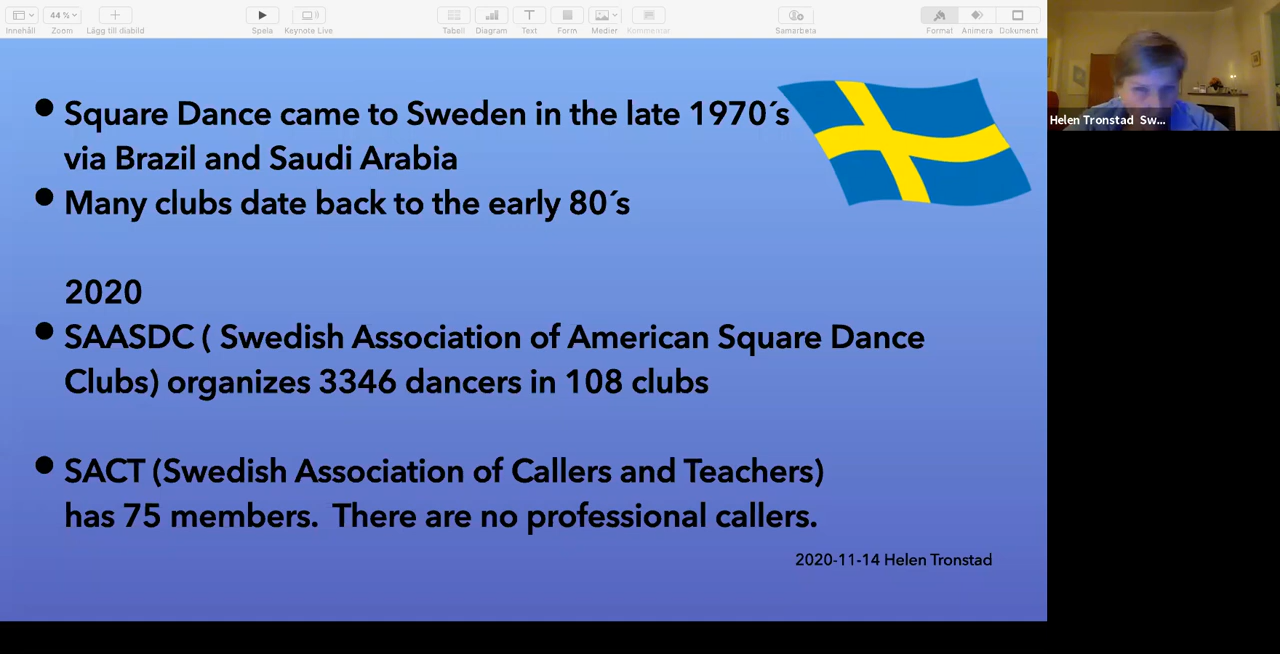 44 %
Innehåll Zoom Lägg till diabild Spela Keynote Live Tabell Diagram Text Form Medier Kommentar Samarbeta Format Animera Dokument
Square Dance came to Sweden in the late 1970´s
via Brazil and Saudi Arabia
Many clubs date back to the early 80´s
2020
SAASDC ( Swedish Association of American Square Dance
Clubs) organizes 3346 dancers in 108 clubs
SACT (Swedish Association of Callers and Teachers)
has 75 members. There are no professional callers.
2020-11-14 Helen Tronstad
Helen Tronstad Sw...